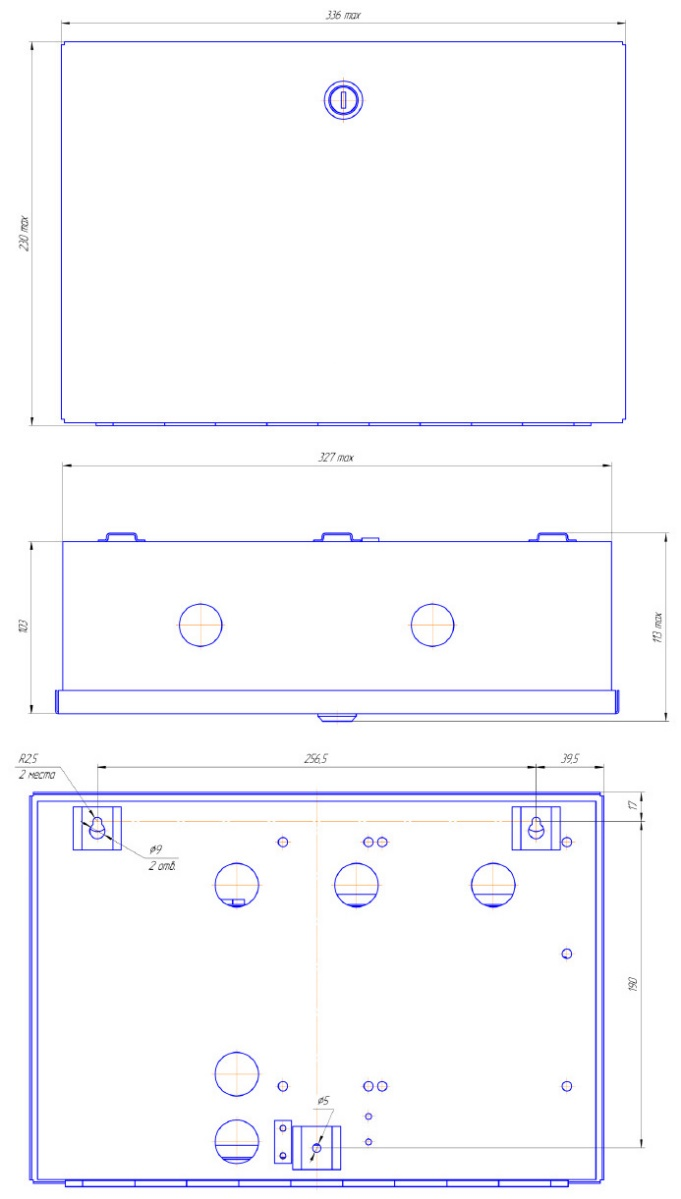 336 max
230 max
327 max
103
113 max
R2,5
2 места
256,5
39,5
17
ø9
2 отв.
190
ø5